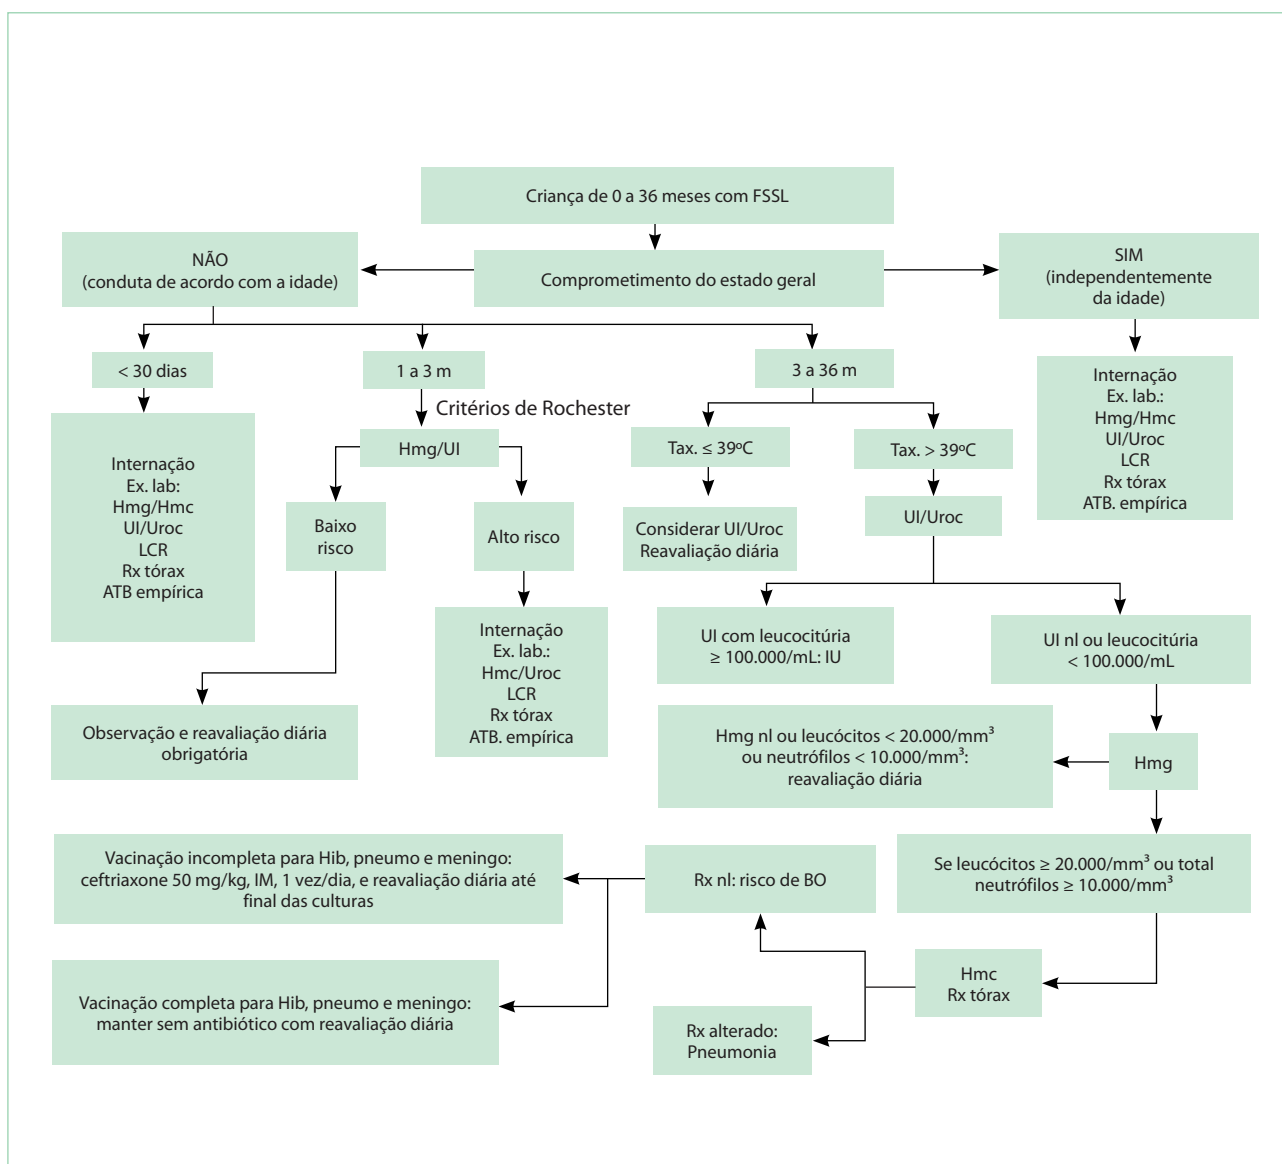 Criança de 0 a 36 meses com FSSL
NÃO
(conduta de acordo com a idade)
Comprometimento do estado geral
SIM
(independentemente
da idade)
< 30 dias
1 a 3 m
3 a 36 m
Internação
Ex. lab.:
Hmg/Hmc
UI/Uroc
LCR
Rx tórax
ATB. empírica
Critérios de Rochester
Internação
Ex. lab:
Hmg/Hmc
UI/Uroc
LCR
Rx tórax
ATB empírica
Hmg/UI
Tax. ≤ 39ºC
Tax. > 39ºC
Baixo
risco
Alto risco
Considerar UI/Uroc
Reavaliação diária
UI/Uroc
Internação
Ex. lab.:
Hmc/Uroc
LCR
Rx tórax
ATB. empírica
UI com leucocitúria
≥ 100.000/mL: IU
UI nl ou leucocitúria
< 100.000/mL
Observação e reavaliação diária
obrigatória
Hmg nl ou leucócitos < 20.000/mm³
ou neutrófilos < 10.000/mm³:
reavaliação diária
Hmg
Vacinação incompleta para Hib, pneumo e meningo:
ceftriaxone 50 mg/kg, IM, 1 vez/dia, e reavaliação diária até
final das culturas
Rx nl: risco de BO
Se leucócitos ≥ 20.000/mm³ ou total
neutrófilos ≥ 10.000/mm³
Vacinação completa para Hib, pneumo e meningo:
manter sem antibiótico com reavaliação diária
Hmc
Rx tórax
Rx alterado:
Pneumonia